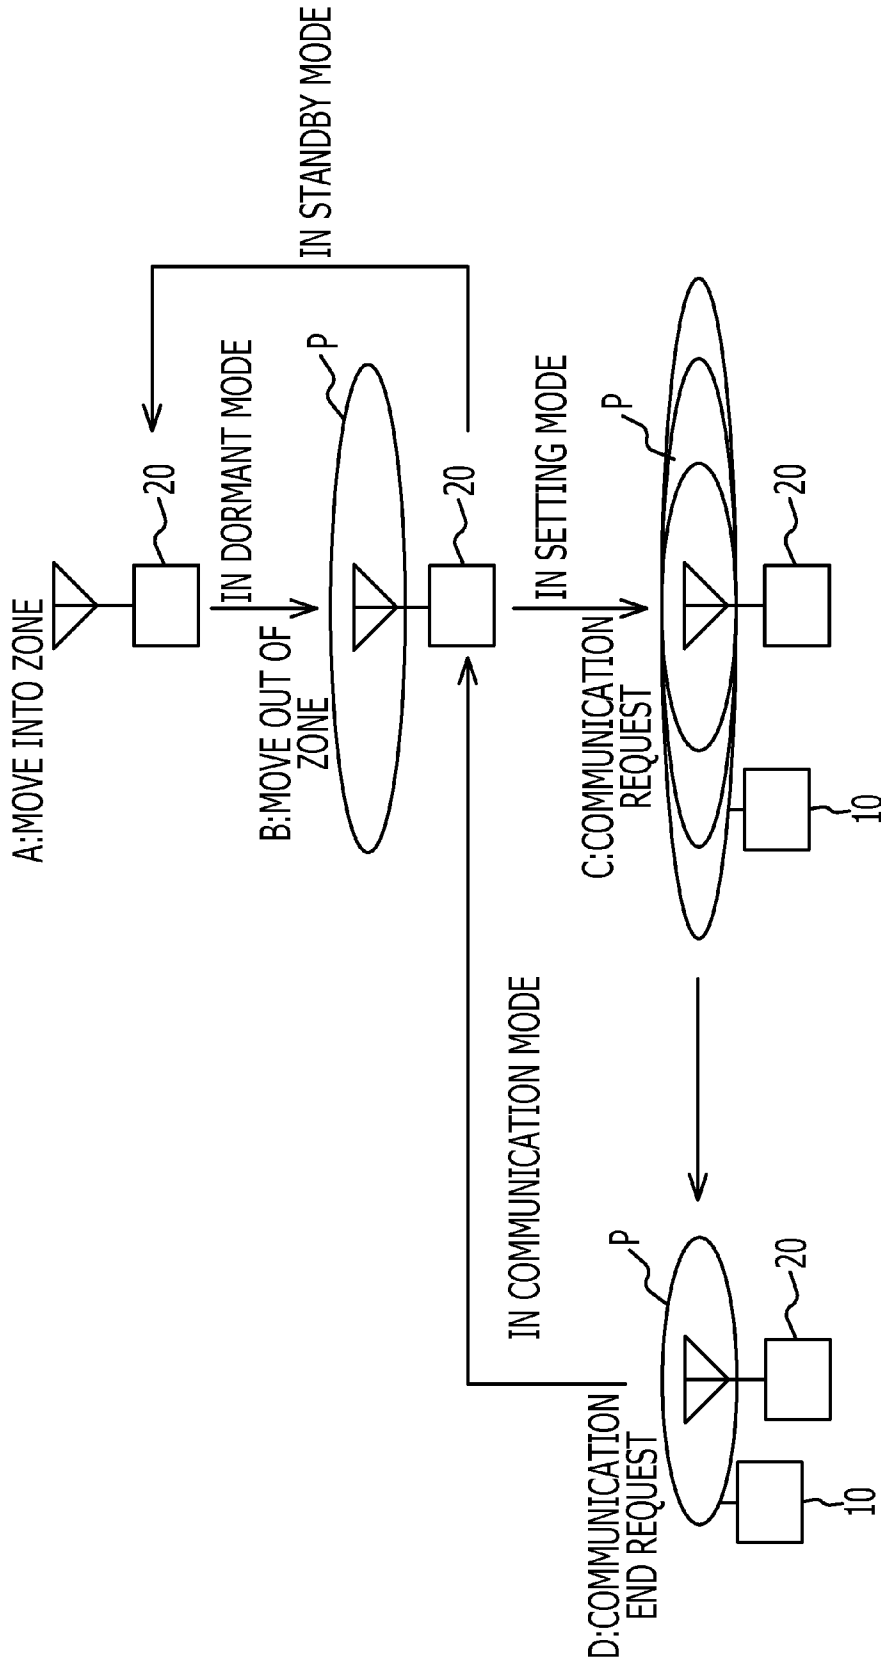 A:MOVE INTO ZONE
20
IN DORMANT MODE
IN STANDBY MODE
B:MOVE OUT OF
ZONE
P
20
IN SETTING MODE
C:COMMUNICATION
REQUEST
P
20
10
IN COMMUNICATION MODE
D:COMMUNICATION
END REQUEST
P
20
10